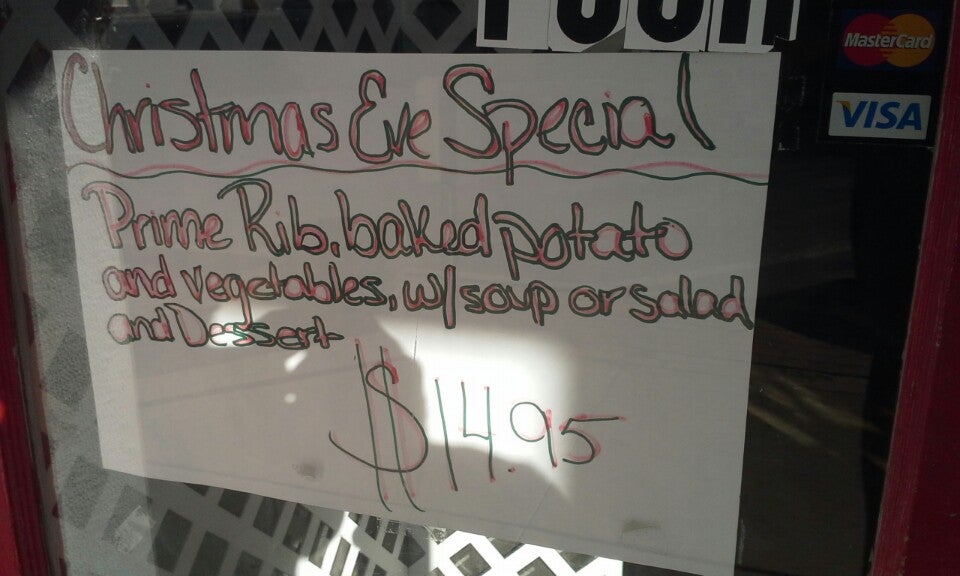 MasterCard
VISA
Christmas Eve Special
Prime Rib, baked potato
and vegetables, w/ soup or salad
and Dessert
$14.95